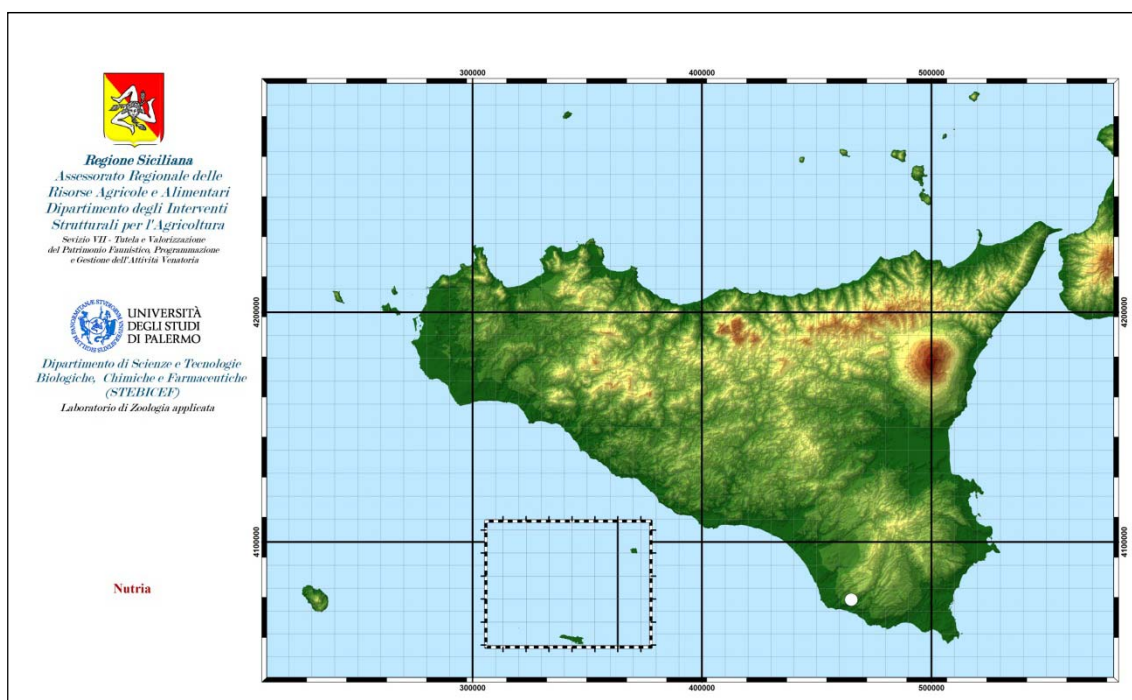 Regione Siciliana
Assessorato Regionale delle
Risorse Agricole e Alimentari
Dipartimento degli Interventi
Strutturali per l'Agricoltura
Sevizio VII - Tutela e Valorizzazione
del Patrimonio Faunistico, Programmazione
e Gestione dell'Attività Venatoria
UNIVERSITÀ
DEGLI STUDI
DI PALERMO
Dipartimento di Scienze e Tecnologie
Biologiche, Chimiche e Farmaceutiche
(STEBICEF)
Laboratorio di Zoologia applicata
Nutria
300000
400000
500000
4200000
4200000
4100000
4100000
300000
400000
500000